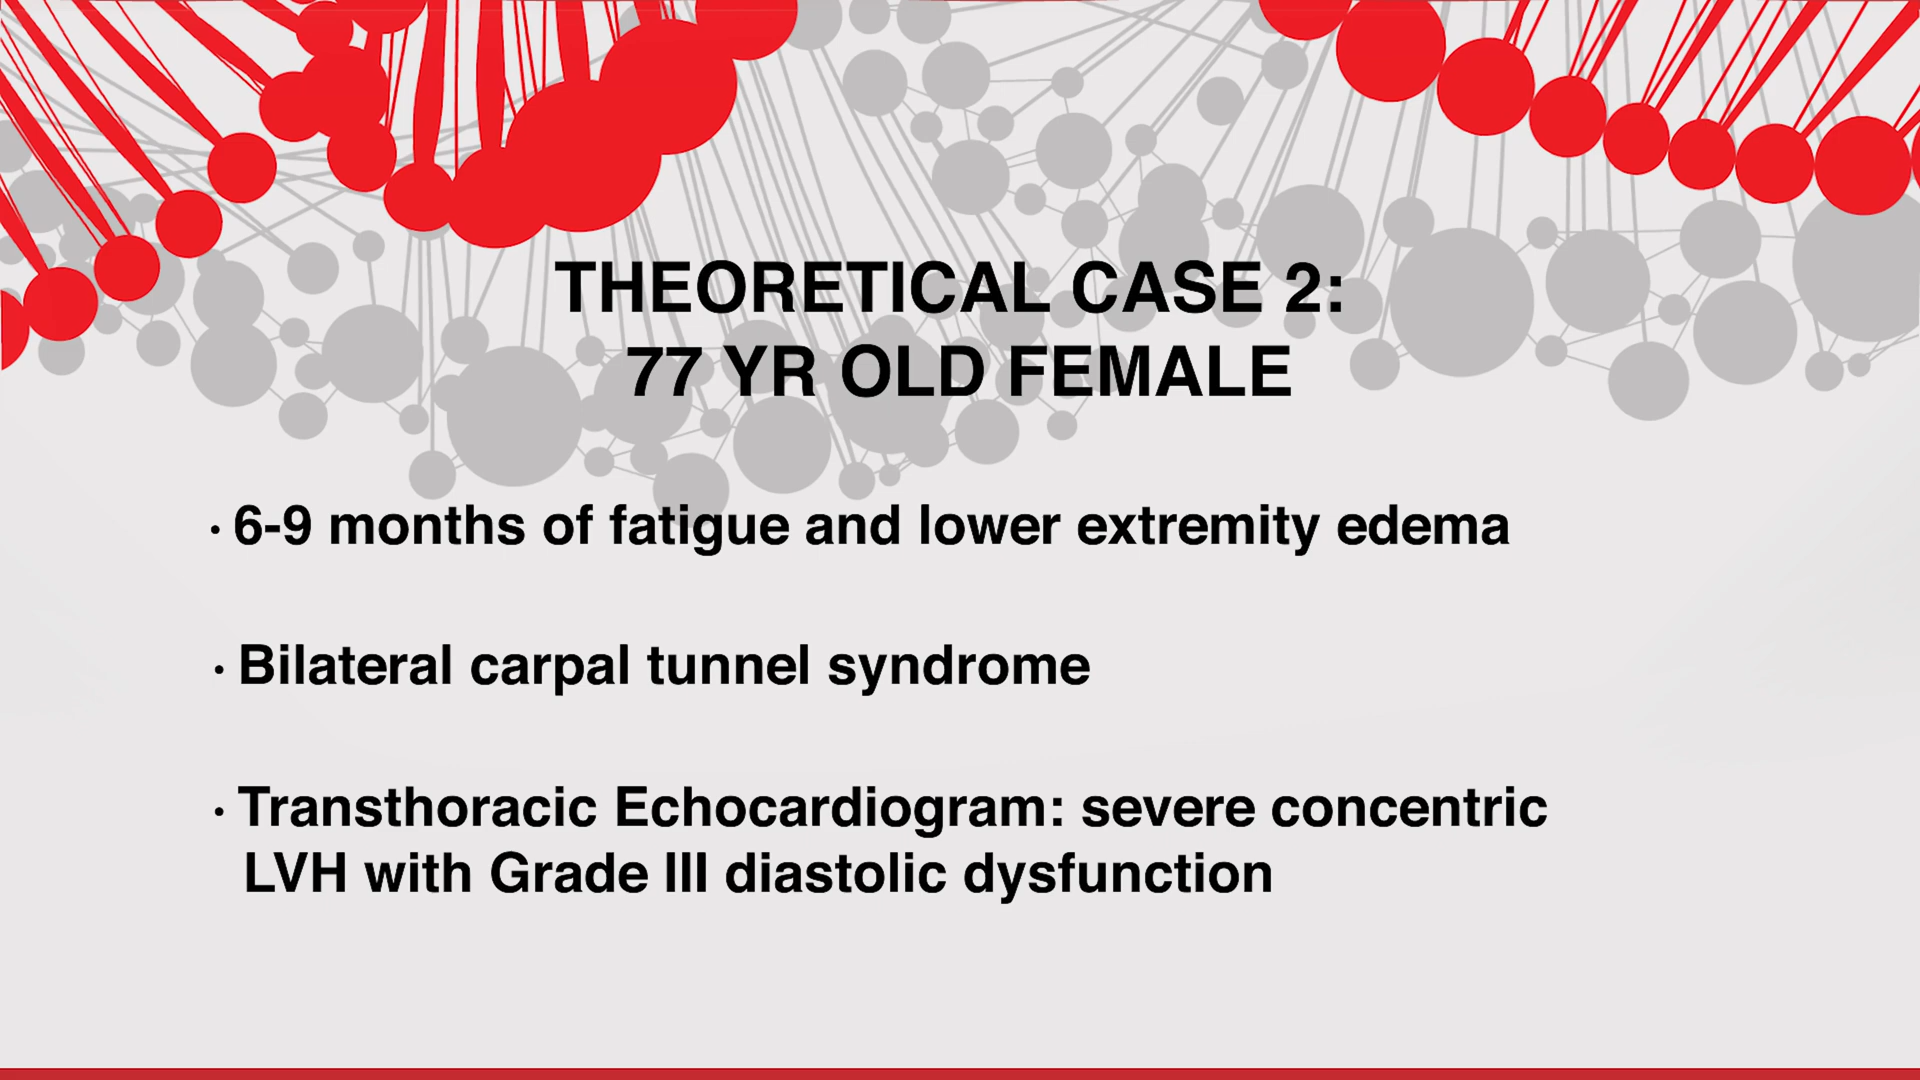 THEORETICAL CASE 2:
77 YR OLD FEMALE
· 6-9 months of fatigue and lower extremity edema
· Bilateral carpal tunnel syndrome
· Transthoracic Echocardiogram: severe concentric
LVH with Grade III diastolic dysfunction